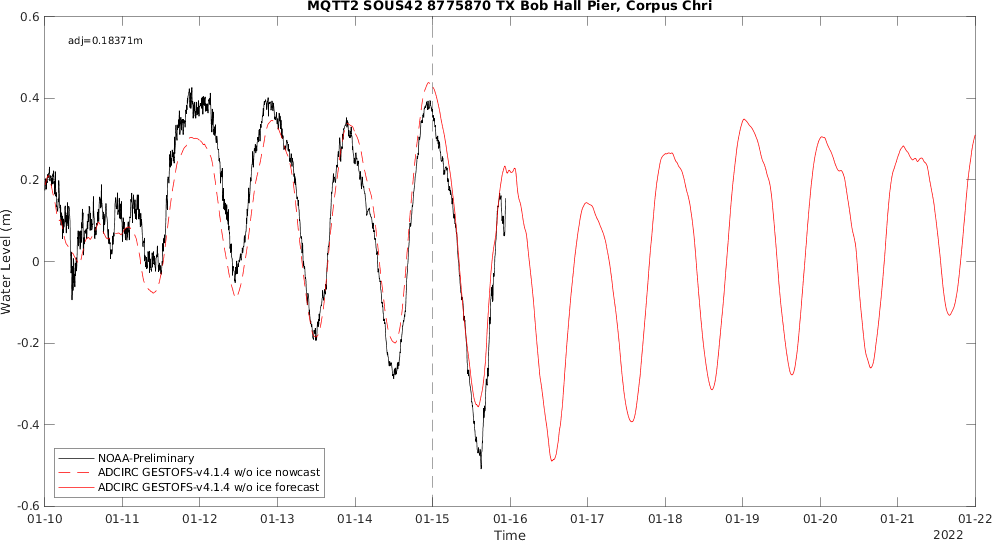 MQTT2 SOUS42 8775870 TX Bob Hall Pier, Corpus Chri
adj=0.18371m
0.6
0.4
0.2
0
-0.2
-0.4
-0.6
Water Level (m)
NOAA-Preliminary
ADCIRC GESTOFS-v4.1.4 w/o ice nowcast
ADCIRC GESTOFS-v4.1.4 w/o ice forecast
01-10 01-11 01-12 01-13 01-14 01-15 01-16 01-17 01-18 01-19 01-20 01-21 01-22
Time
2022